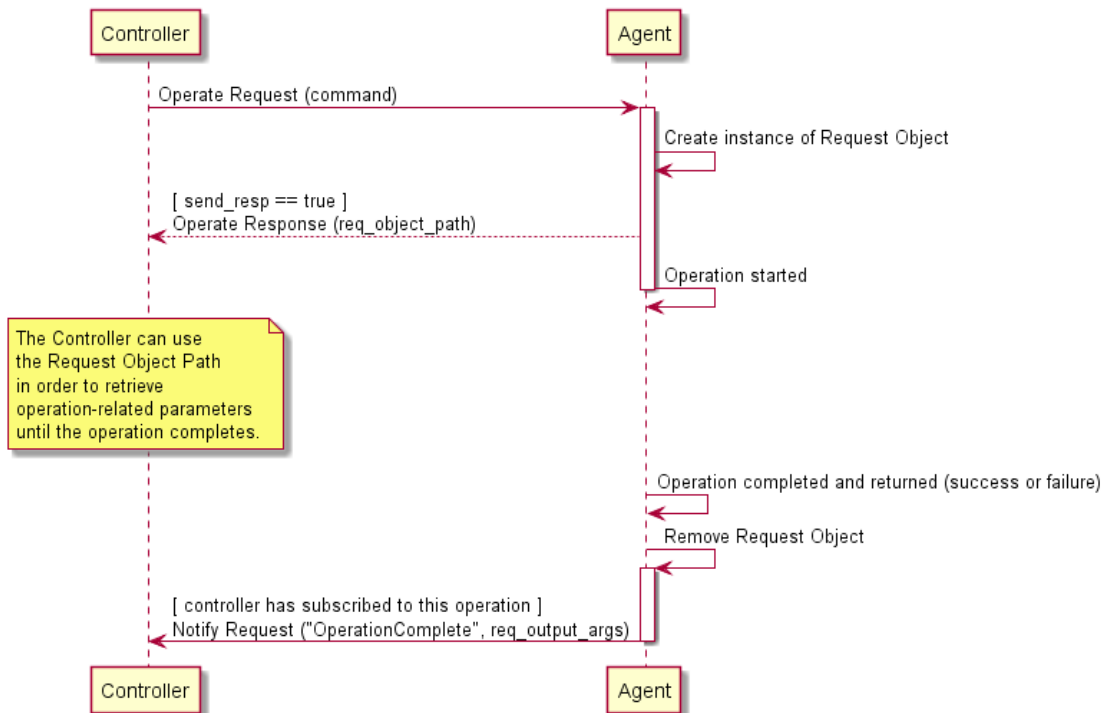 Controller
Agent
Operate Request (command)
Create instance of Request Object
[ send_resp == true ]
Operate Response (req_object_path)
Operation started
The Controller can use
the Request Object Path
in order to retrieve
operation-related parameters
until the operation completes.
Operation completed and returned (success or failure)
Remove Request Object
[ controller has subscribed to this operation ]
Notify Request ("OperationComplete", req_output_args)
Controller
Agent